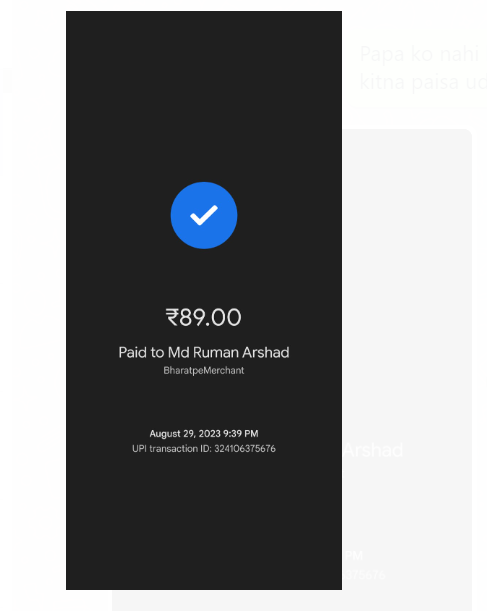 Papa ko nahi
kitna paisa ud
₹89.00
Paid to Md Ruman Arshad
BharatpeMerchant
August 29, 2023 9:39 PM
UPI transaction ID: 324106375676
Arshad
PM